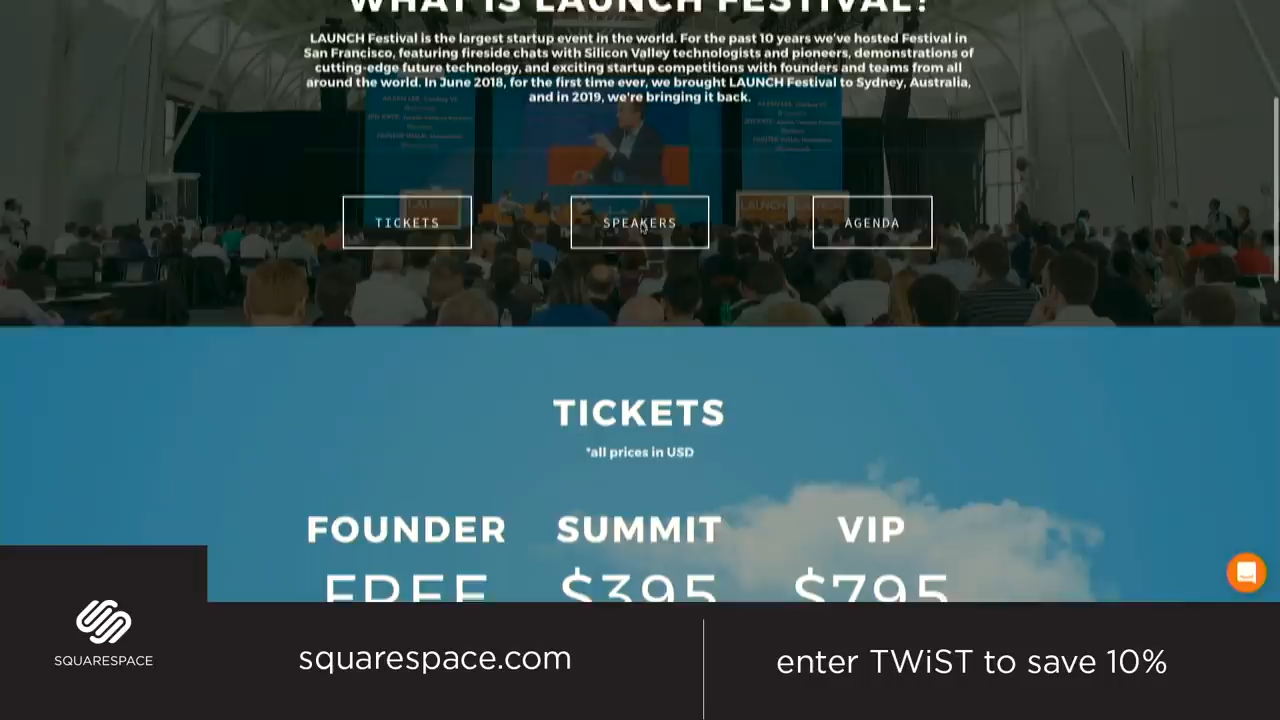 WHAT IS LAUNCH FESTIVAL?
LAUNCH Festival is the largest startup event in the world. For the past 10 years we've hosted Festival in
San Francisco, featuring fireside chats with Silicon Valley technologists and pioneers, demonstrations of
cutting-edge future technology, and exciting startup competitions with founders and teams from all
around the world. In June 2018, for the first time ever, we brought LAUNCH Festival to Sydney, Australia,
and in 2019, we're bringing it back.
TICKETS
SPEAKERS
AGENDA
LAUNCH
TICKETS
*all prices in USD
FOUNDER
SUMMIT
VIP
FREE
$395
$795
SQUARESPACE
squarespace.com
enter TWiST to save 10%